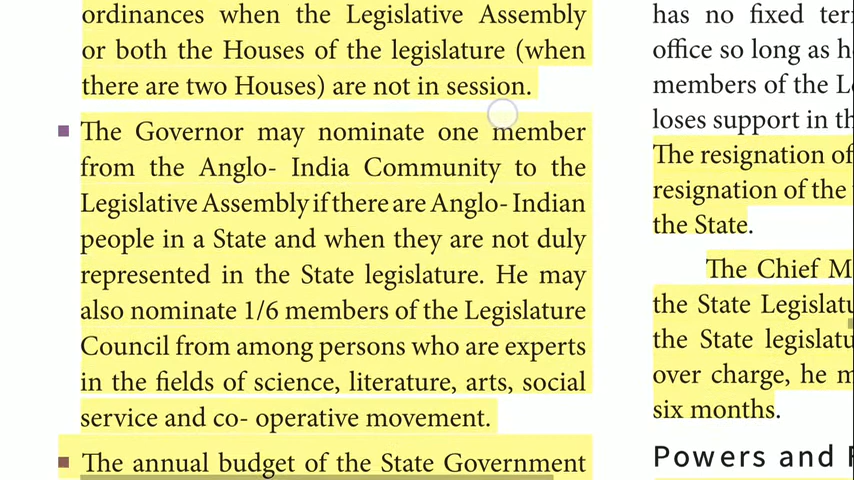 ordinances when the Legislative Assembly
or both the Houses of the legislature (when
there are two Houses) are not in session.
The Governor may nominate one member
from the Anglo- India Community to the
Legislative Assembly if there are Anglo- Indian
people in a State and when they are not duly
represented in the State legislature. He may
also nominate 1/6 members of the Legislature
Council from among persons who are experts
in the fields of science, literature, arts, social
service and co- operative movement.
The annual budget of the State Government
has no fixed
office so long as
members of the
loses support in
The resignation of
resignation of the
the State.
The Chief
the State
the State
over charge, he
six months.
Powers and